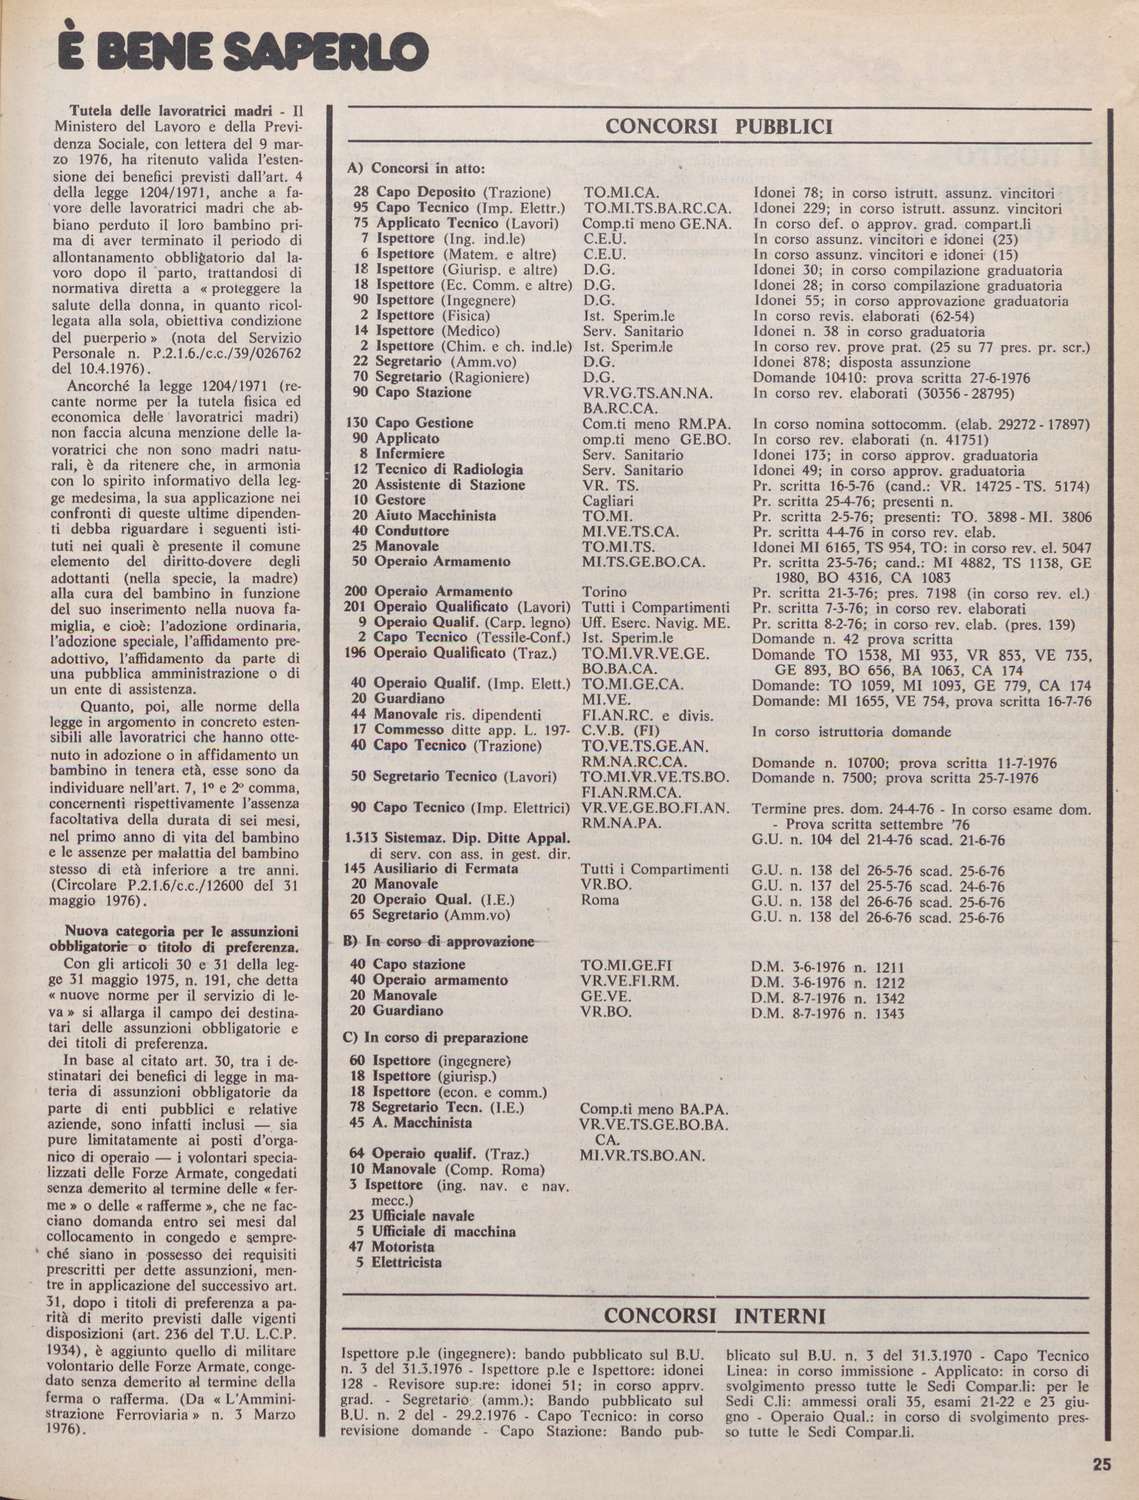 È BENE SAPERLO
Tutela delle lavoratrici madri - Il
Ministero del Lavoro e della Previ-
denza Sociale, con lettera del 9 mar-
zo 1976, ha ritenuto valida l'esten-
sione dei benefici previsti dall'art. 4
della legge 1204/1971, anche a fa-
vore delle lavoratrici madri che ab-
biano perduto il loro bambino pri-
ma di aver terminato il periodo di
allontanamento obbligatorio dal la-
voro dopo il parto, trattandosi di
normativa diretta a « proteggere la
salute della donna, in quanto ricol-
legata alla sola, obiettiva condizione
del puerperio » (nota del Servizio
Personale n. P.2.1.6./c.c./39/026762
del 10.4.1976).
Ancorché la legge 1204/1971 (re-
cante norme per la tutela fisica ed
economica delle lavoratrici madri)
non faccia alcuna menzione delle la-
voratrici che non sono madri natu-
rali, è da ritenere che, in armonia
con lo spirito informativo della leg-
ge medesima, la sua applicazione nei
confronti di queste ultime dipenden-
ti debba riguardare i seguenti isti-
tuti nei quali è presente il comune
elemento del diritto-dovere degli
adottanti (nella specie, la madre)
alla cura del bambino in funzione
del suo inserimento nella nuova fa-
miglia, e cioè: l'adozione ordinaria,
l'adozione speciale, l'affidamento pre-
adottivo, l'affidamento da parte di
una pubblica amministrazione o di
un ente di assistenza.
Quanto, poi, alle norme della
legge in argomento in concreto esten-
sibili alle lavoratrici che hanno otte-
nuto in adozione o in affidamento un
bambino in tenera età, esse sono da
individuare nell'art. 7, 1º e 2º comma,
concernenti rispettivamente l'assenza
facoltativa della durata di sei mesi,
nel primo anno di vita del bambino
e le assenze per malattia del bambino
stesso di età inferiore a tre anni.
(Circolare P.2.1.6/c.c./12600 del 31
maggio 1976).
Nuova categoria per le assunzioni
obbligatorie o titolo di preferenza.
Con gli articoli 30 e 31 della leg-
ge 31 maggio 1975, n. 191, che detta
« nuove norme per il servizio di le-
va » si allarga il campo dei destina-
tari delle assunzioni obbligatorie e
dei titoli di preferenza.
In base al citato art. 30, tra i de-
stinatari dei benefici di legge in ma-
teria di assunzioni obbligatorie da
parte di enti pubblici e relative
aziende, sono infatti inclusi — sia
pure limitatamente ai posti d'orga-
nico di operaio — i volontari specia-
lizzati delle Forze Armate, congedati
senza demerito al termine delle « fer-
me » o delle « rafferme », che ne fac-
ciano domanda entro sei mesi dal
collocamento in congedo e sempre-
ché siano in possesso dei requisiti
prescritti per dette assunzioni, men-
tre in applicazione del successivo art.
31, dopo i titoli di preferenza a pa-
rità di merito previsti dalle vigenti
disposizioni (art. 236 del T.U. L.C.P.
1934), è aggiunto quello di militare
volontario delle Forze Armate, conge-
dato senza demerito al termine della
ferma o rafferma. (Da « L'Ammini-
strazione Ferroviaria » n. 3 Marzo
1976).
CONCORSI PUBBLICI
A) Concorsi in atto:
28 Capo Deposito (Trazione) TO.MI.CA. Idonei 78; in corso istrutt. assunz. vincitori
95 Capo Tecnico (Imp. Elettr.) TO.MI.TS.BA.RC.CA. Idonei 229; in corso istrutt. assunz. vincitori
75 Applicato Tecnico (Lavori) Comp.ti meno GE.NA. In corso def. o approv. grad. compart.li
7 Ispettore (Ing. ind.le) C.E.U. In corso assunz. vincitori e idonei (23)
6 Ispettore (Matem. e altre) C.E.U. In corso assunz. vincitori e idonei (15)
18 Ispettore (Giurisp. e altre) D.G. Idonei 30; in corso compilazione graduatoria
18 Ispettore (Ec. Comm. e altre) D.G. Idonei 28; in corso compilazione graduatoria
90 Ispettore (Ingegnere) D.G. Idonei 55; in corso approvazione graduatoria
2 Ispettore (Fisica) Ist. Sperim.le In corso revis. elaborati (62-54)
14 Ispettore (Medico) Serv. Sanitario Idonei n. 38 in corso graduatoria
2 Ispettore (Chim. e ch. ind.le) Ist. Sperim.le In corso rev. prove prat. (25 su 77 pres. pr. scr.)
22 Segretario (Amm.vo) D.G. Idonei 878; disposta assunzione
70 Segretario (Ragioniere) D.G. Domande 10410: prova scritta 27-6-1976
90 Capo Stazione VR.VG.TS.AN.NA. In corso rev. elaborati (30356 - 28795)
BA.RC.CA.
130 Capo Gestione Com.ti meno RM.PA. In corso nomina sottocomm. (elab. 29272 - 17897)
90 Applicato omp.ti meno GE.BO. In corso rev. elaborati (n. 41751)
8 Infermiere Serv. Sanitario Idonei 173; in corso approv. graduatoria
12 Tecnico di Radiologia Serv. Sanitario Idonei 49; in corso approv. graduatoria
20 Assistente di Stazione VR. TS. Pr. scritta 16-5-76 (cand.: VR. 14725 - TS. 5174)
10 Gestore Cagliari Pr. scritta 25-4-76; presenti n.
20 Aiuto Macchinista TO.MI. Pr. scritta 2-5-76; presenti: TO. 3898 - MI. 3806
40 Conduttore MI.VE.TS.CA. Pr. scritta 4-4-76 in corso rev. elab.
25 Manovale TO.MI.TS. Idonei MI 6165, TS 954, TO: in corso rev. el. 5047
50 Operaio Armamento MI.TS.GE.BO.CA. Pr. scritta 23-5-76; cand.: MI 4882, TS 1138, GE
1980, BO 4316, CA 1083
200 Operaio Armamento Torino Pr. scritta 21-3-76; pres. 7198 (in corso rev. el.)
201 Operaio Qualificato (Lavori) Tutti i Compartimenti Pr. scritta 7-3-76; in corso rev. elaborati
9 Operaio Qualif. (Carp. legno) Uff. Eserc. Navig. ME. Pr. scritta 8-2-76; in corso rev. elab. (pres. 139)
2 Capo Tecnico (Tessile-Conf.) Ist. Sperim.le Domande n. 42 prova scritta
196 Operaio Qualificato (Traz.) TO.MI.VR.VE.GE. Domande TO 1538, MI 933, VR 853, VE 735,
BO.BA.CA. GE 893, BO 656, BA 1063, CA 174
40 Operaio Qualif. (Imp. Elett.) TO.MI.GE.CA. Domande: TO 1059, MI 1093, GE 779, CA 174
20 Guardiano MI.VE. Domande: MI 1655, VE 754, prova scritta 16-7-76
44 Manovale ris. dipendenti FI.AN.RC. e divis.
17 Commesso ditte app. L. 197- C.V.B. (FI) In corso istruttoria domande
40 Capo Tecnico (Trazione) TO.VE.TS.GE.AN.
RM.NA.RC.CA. Domande n. 10700; prova scritta 11-7-1976
50 Segretario Tecnico (Lavori) TO.MI.VR.VE.TS.BO. Domande n. 7500; prova scritta 25-7-1976
FI.AN.RM.CA.
90 Capo Tecnico (Imp. Elettrici) VR.VE.GE.BO.FI.AN. Termine pres. dom. 24-4-76 - In corso esame dom.
RM.NA.PA. - Prova scritta settembre '76
1.313 Sistemaz. Dip. Ditte Appal. G.U. n. 104 del 21-4-76 scad. 21-6-76
di serv. con ass. in gest. dir.
145 Ausiliario di Fermata Tutti i Compartimenti G.U. n. 138 del 26-5-76 scad. 25-6-76
20 Manovale VR.BO. G.U. n. 137 del 25-5-76 scad. 24-6-76
20 Operaio Qual. (I.E.) Roma G.U. n. 138 del 26-6-76 scad. 25-6-76
65 Segretario (Amm.vo) G.U. n. 138 del 26-6-76 scad. 25-6-76
B) In corso di approvazione
40 Capo stazione TO.MI.GE.FI D.M. 3-6-1976 n. 1211
40 Operaio armamento VR.VE.FI.RM. D.M. 3-6-1976 n. 1212
20 Manovale GE.VE. D.M. 8-7-1976 n. 1342
20 Guardiano VR.BO. D.M. 8-7-1976 n. 1343
C) In corso di preparazione
60 Ispettore (ingegnere)
18 Ispettore (giurisp.)
18 Ispettore (econ. e comm.)
78 Segretario Tecn. (I.E.) Comp.ti meno BA.PA.
45 A. Macchinista VR.VE.TS.GE.BO.BA.
CA.
64 Operaio qualif. (Traz.) MI.VR.TS.BO.AN.
10 Manovale (Comp. Roma)
3 Ispettore (ing. nav. e nav.
mecc.)
23 Ufficiale navale
5 Ufficiale di macchina
47 Motorista
5 Elettricista
CONCORSI INTERNI
Ispettore p.le (ingegnere): bando pubblicato sul B.U.
n. 3 del 31.3.1976 - Ispettore p.le e Ispettore: idonei
128 - Revisore sup.re: idonei 51; in corso apprv.
grad. - Segretario (amm.): Bando pubblicato sul
B.U. n. 2 del - 29.2.1976 - Capo Tecnico: in corso
revisione domande - Capo Stazione: Bando pub-
blicato sul B.U. n. 3 del 31.3.1970 - Capo Tecnico
Linea: in corso immissione - Applicato: in corso di
svolgimento presso tutte le Sedi Compar.li: per le
Sedi C.li: ammessi orali 35, esami 21-22 e 23 giu-
gno - Operaio Qual.: in corso di svolgimento pres-
so tutte le Sedi Compar.li.
25